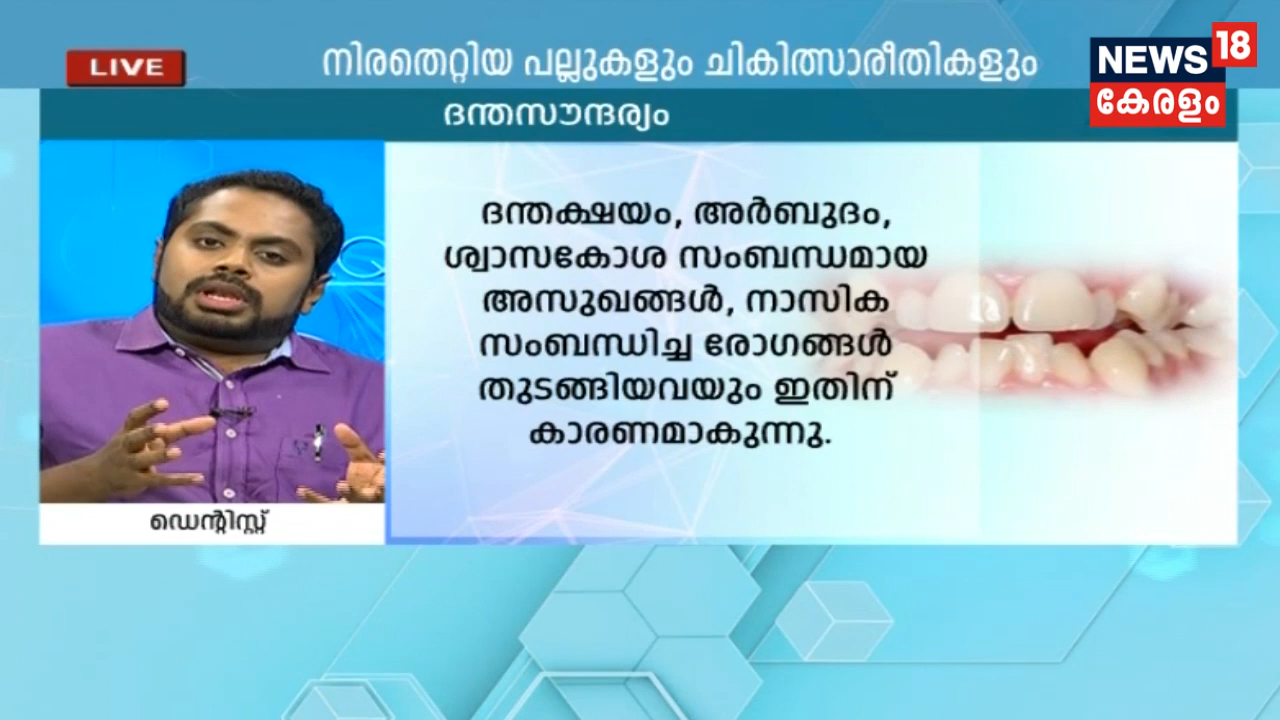 LIVE
നിരതെറ്റിയ പല്ലുകളും ചികിത്സാരീതികളും
NEWS 18
കേരളം
ദന്തസൗന്ദര്യം
ദന്തക്ഷയം, അർബുദം,
ശ്വാസകോശ സംബന്ധമായ
അസുഖങ്ങൾ, നാസിക
സംബന്ധിച്ച രോഗങ്ങൾ
തുടങ്ങിയവയും ഇതിന്
കാരണമാകുന്നു.
ഡെന്റിസ്റ്റ്